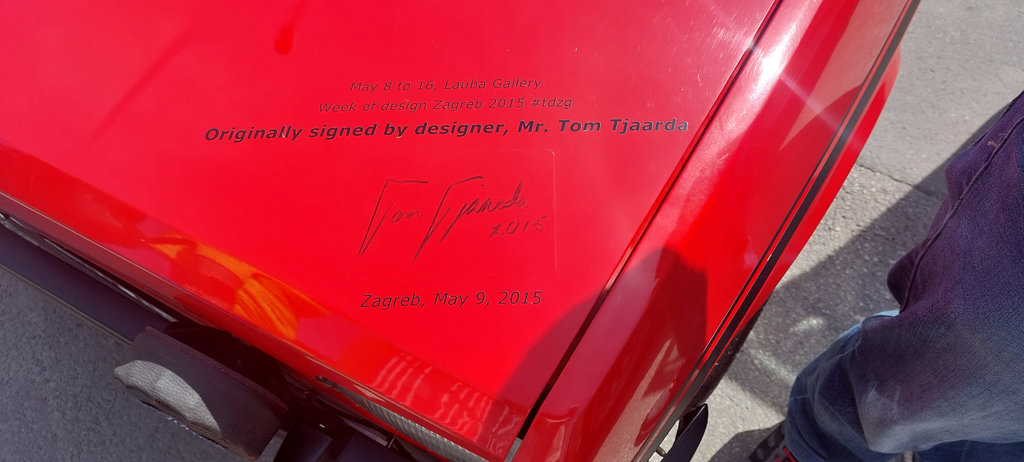 May 8 to 16, Lauba Gallery
Week of design Zagreb 2015 #tdzg
Originally signed by designer, Mr. Tom Tjaarda
Tom Tjaarda
2015
Zagreb, May 9, 2015